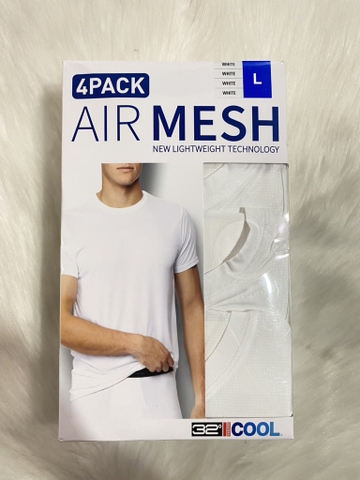 WHITE
WHITE
WHITE
WHITE
L
4PACK
AIR MESH
NEW LIGHTWEIGHT TECHNOLOGY
32° COOL